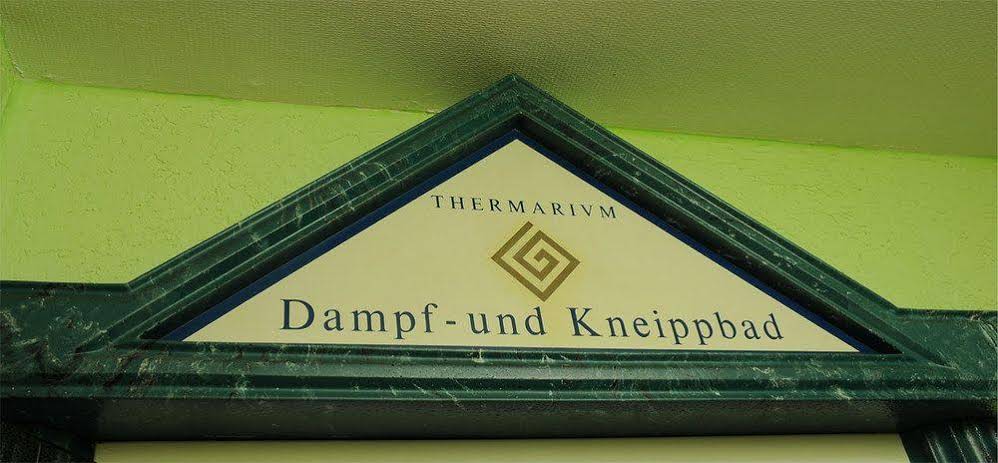 THERMARIVM
Dampf-und Kneippbad